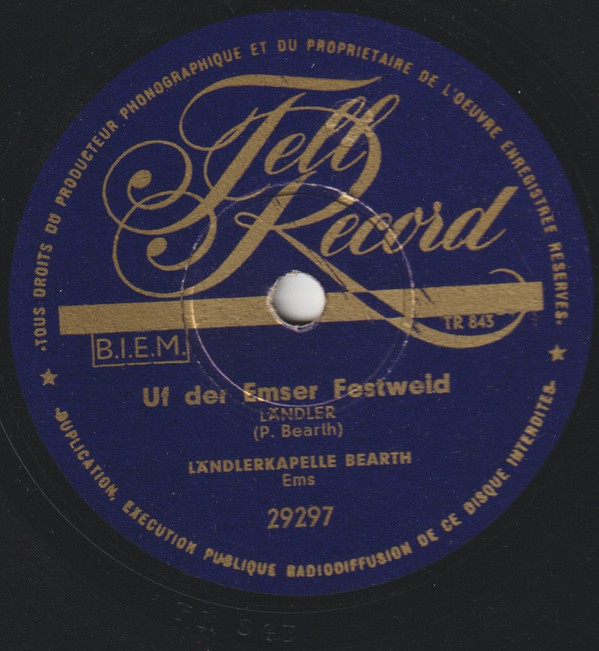 •TOUS DROITS DU PRODUCTEUR PHONOGRAPHIQUE ET DU PROPRIETAIRE DE L'OEUVRE ENREGISTRÉE RESERVES•
Tell
Record
TR 843
B.I.E.M.
Uf der Emser Festweid
LÄNDLER
(P. Bearth)
LÄNDLERKAPELLE BEARTH
Ems
29297
DUPLICATION, EXECUTION PUBLIQUE RADIODIFFUSION DE CE DISQUE INTERDITES